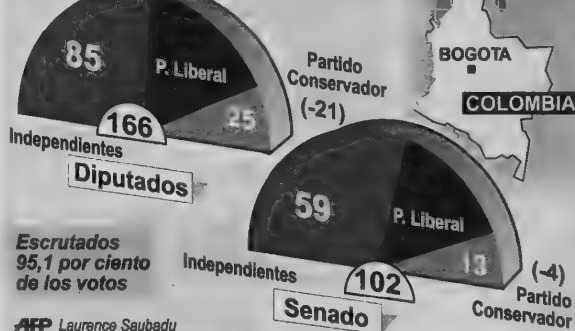 85
P. Liberal
25
Partido
Conservador
(-21)
166
Independientes
Diputados
BOGOTA
COLOMBIA
59
P. Liberal
13
Independientes
102
Senado
(-4)
Partido
Conservador
Escrutados
95,1 por ciento
de los votos
AFP Laurence Saubadu